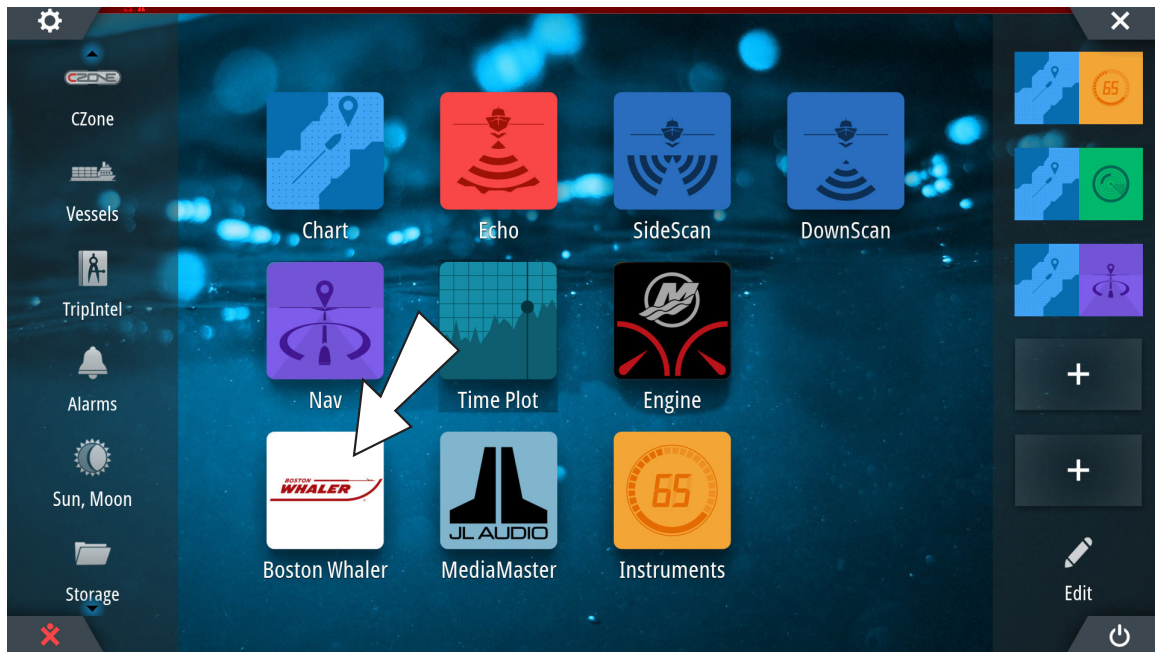 CZONE
CZone
Vessels
TripIntel
Alarms
Sun, Moon
Storage
Chart
Echo
SideScan
DownScan
Nav
Time Plot
Engine
BOSTON
WHALER
JL AUDIO
65
Boston Whaler
MediaMaster
Instruments
65
Edit